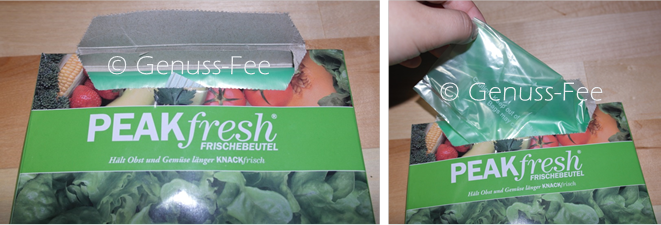 © Genuss-Fee
PEAKfresh®
FRISCHEBEUTEL
Hält Obst und Gemüse länger KNACKfrisch
© Genuss-Fee
PEAKfresh®
FRISCHEBEUTEL
Hält Obst und Gemüse länger KNACKfrisch